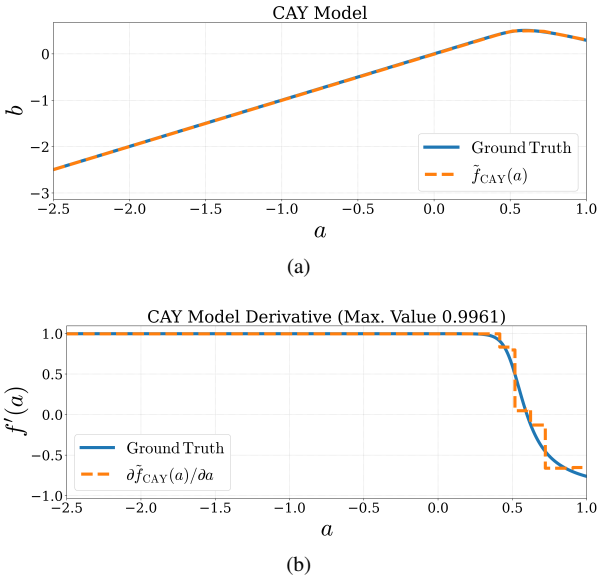 CAY Model
0
−1
−2
−3
b
Ground Truth
f̃CAY(a)
−2.5 −2.0 −1.5 −1.0 −0.5 0.0 0.5 1.0
a
(a)
CAY Model Derivative (Max. Value 0.9961)
1.0
0.5
0.0
−0.5
−1.0
f′(a)
Ground Truth
∂f̃CAY(a)/∂a
−2.5 −2.0 −1.5 −1.0 −0.5 0.0 0.5 1.0
a
(b)